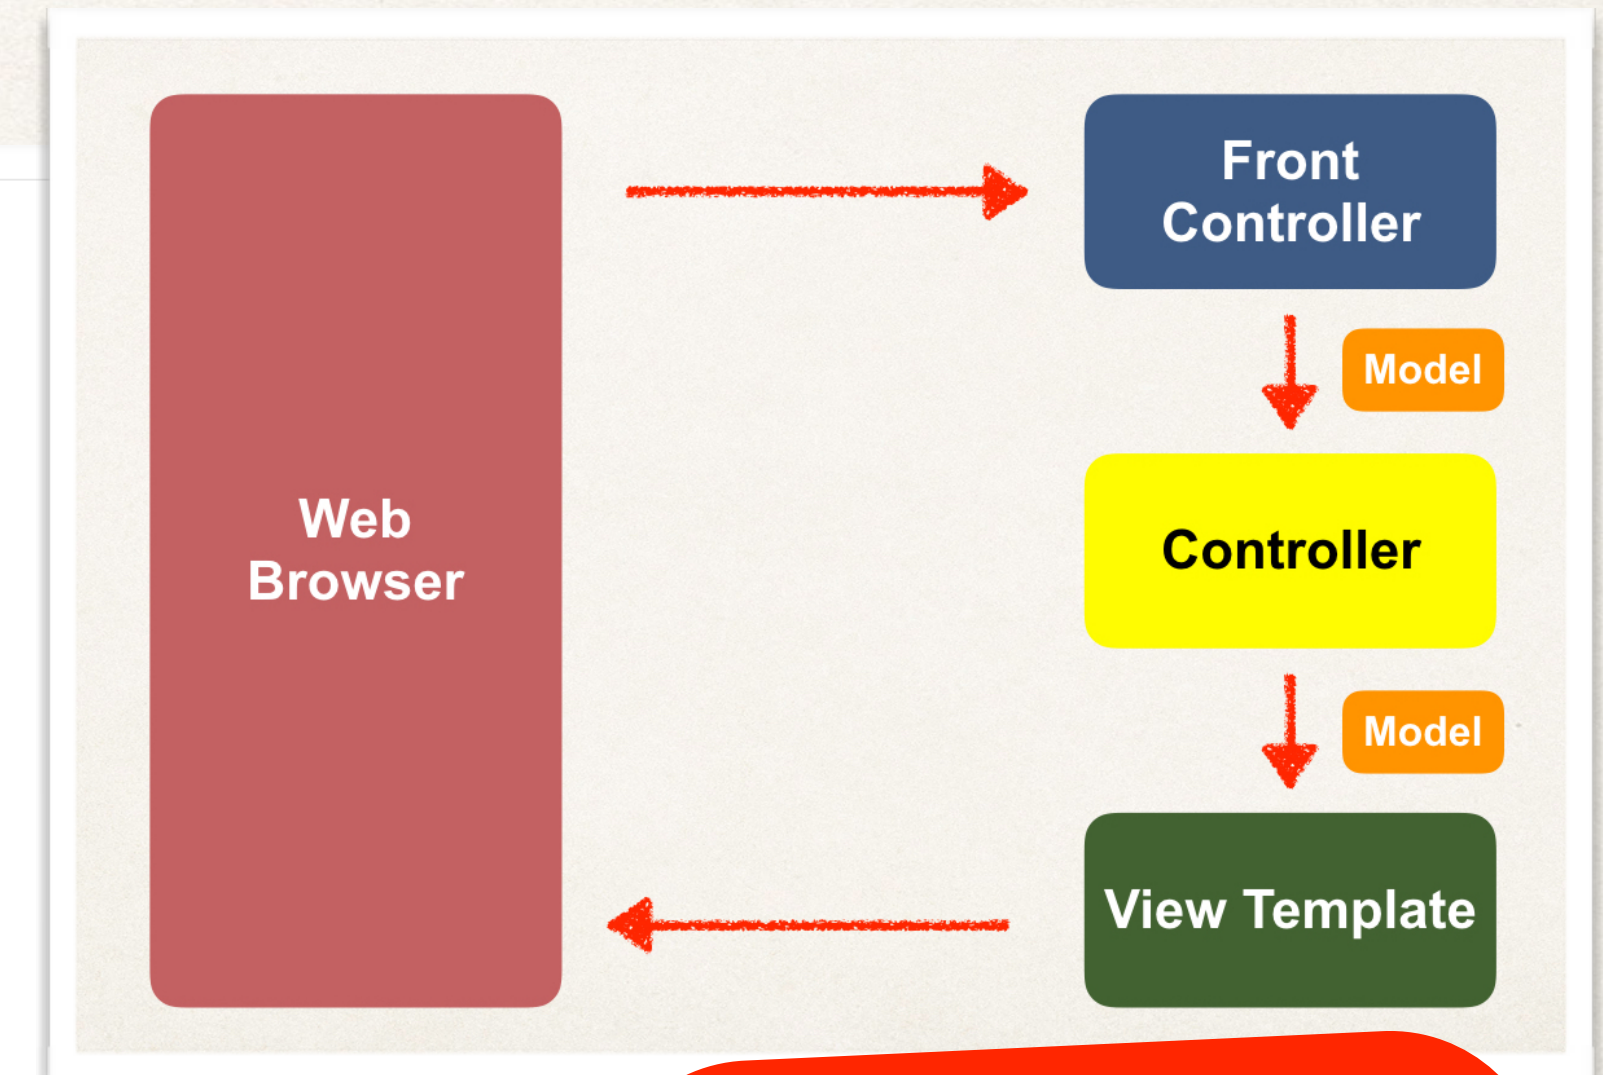 Web
Browser
Front
Controller
Model
Controller
Model
View Template